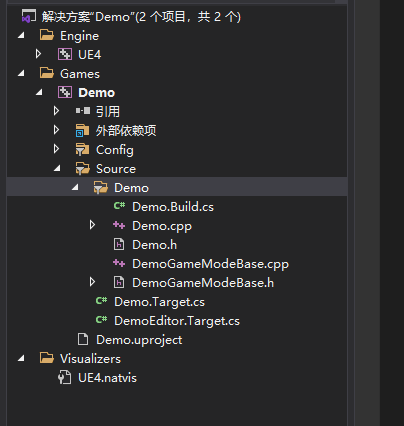 解决方案"Demo"(2 个项目，共 2 个)
Engine
UE4
Games
Demo
引用
外部依赖项
Config
Source
Demo
Demo.Build.cs
Demo.cpp
Demo.h
DemoGameModeBase.cpp
DemoGameModeBase.h
Demo.Target.cs
DemoEditor.Target.cs
Demo.uproject
Visualizers
UE4.natvis